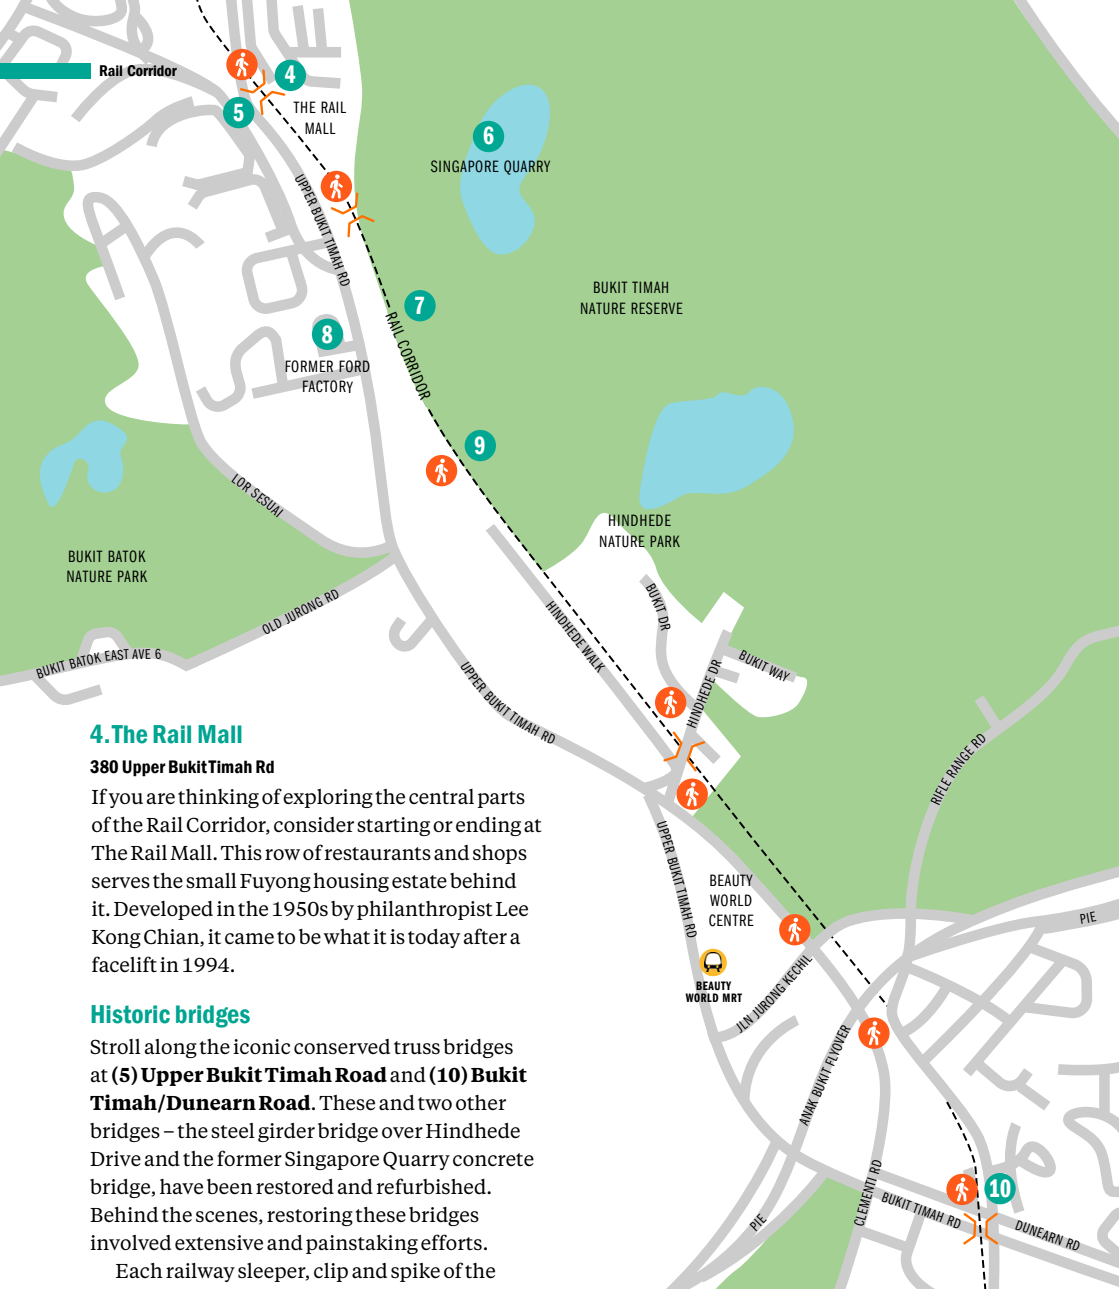 Rail Corridor
4
5
THE RAIL
MALL
6
SINGAPORE QUARRY
UPPER BUKIT TIMAH RD
BUKIT TIMAH
NATURE RESERVE
7
RAIL CORRIDOR
8
FORMER FORD
FACTORY
9
LOR SESUAI
HINDHEDE
NATURE PARK
BUKIT BATOK
NATURE PARK
OLD JURONG RD
BUKIT BATOK EAST AVE 6
HINDHEDE WALK
BUKIT DR
BUKIT WAY
HINDHEDE DR
UPPER BUKIT TIMAH RD
RIFLE RANGE RD
4. The Rail Mall
380 Upper Bukit Timah Rd
If you are thinking of exploring the central parts
of the Rail Corridor, consider starting or ending at
The Rail Mall. This row of restaurants and shops
serves the small Fuyong housing estate behind
it. Developed in the 1950s by philanthropist Lee
Kong Chian, it came to be what it is today after a
facelift in 1994.
Historic bridges
Stroll along the iconic conserved truss bridges
at (5) Upper Bukit Timah Road and (10) Bukit
Timah/Dunearn Road. These and two other
bridges – the steel girder bridge over Hindhede
Drive and the former Singapore Quarry concrete
bridge, have been restored and refurbished.
Behind the scenes, restoring these bridges
involved extensive and painstaking efforts.
Each railway sleeper, clip and spike of the
UPPER BUKIT TIMAH RD
BEAUTY
WORLD
CENTRE
PIE
BEAUTY
WORLD MRT
JLN JURONG KECHIL
ANAK BUKIT FLYOVER
CLEMENTI RD
PIE
BUKIT TIMAH RD
10
DUNEARN RD